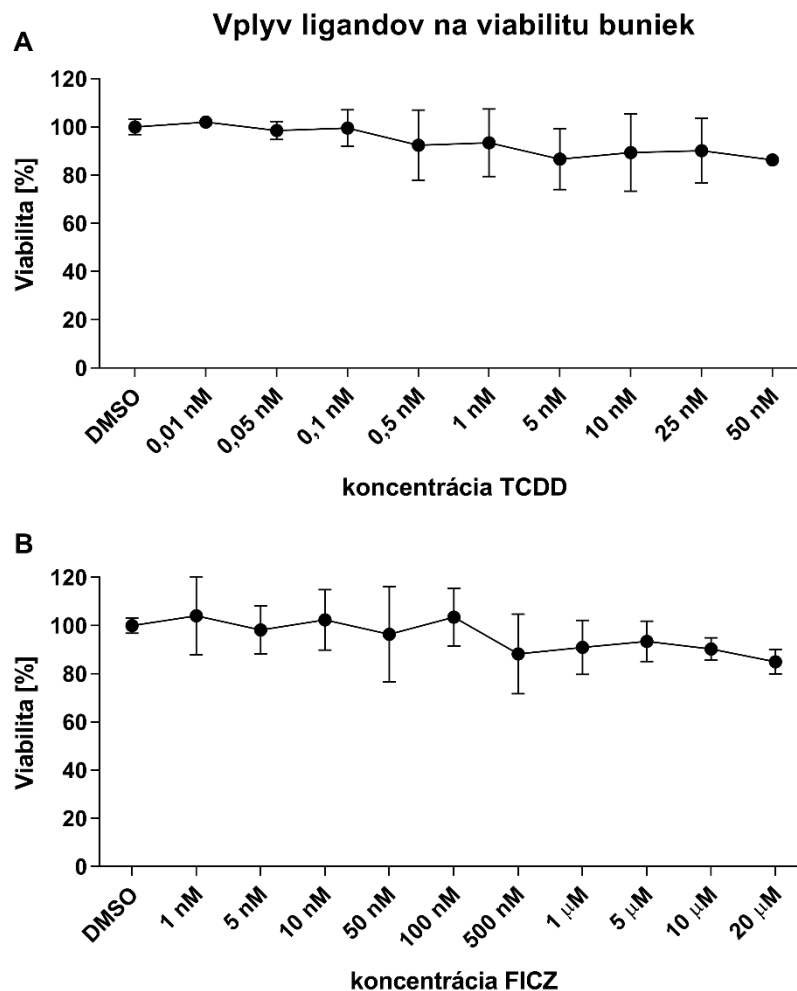 Vplyv ligandov na viabilitu buniek
A
120
100
80
60
40
20
0
Viabilita [%]
DMSO
0,01 nM
0,05 nM
0,1 nM
0,5 nM
1 nM
5 nM
10 nM
25 nM
50 nM
koncentrácia TCDD
B
120
100
80
60
40
20
0
Viabilita [%]
DMSO
1 nM
5 nM
10 nM
50 nM
100 nM
500 nM
1 μM
5 μM
10 μM
20 μM
koncentrácia FICZ